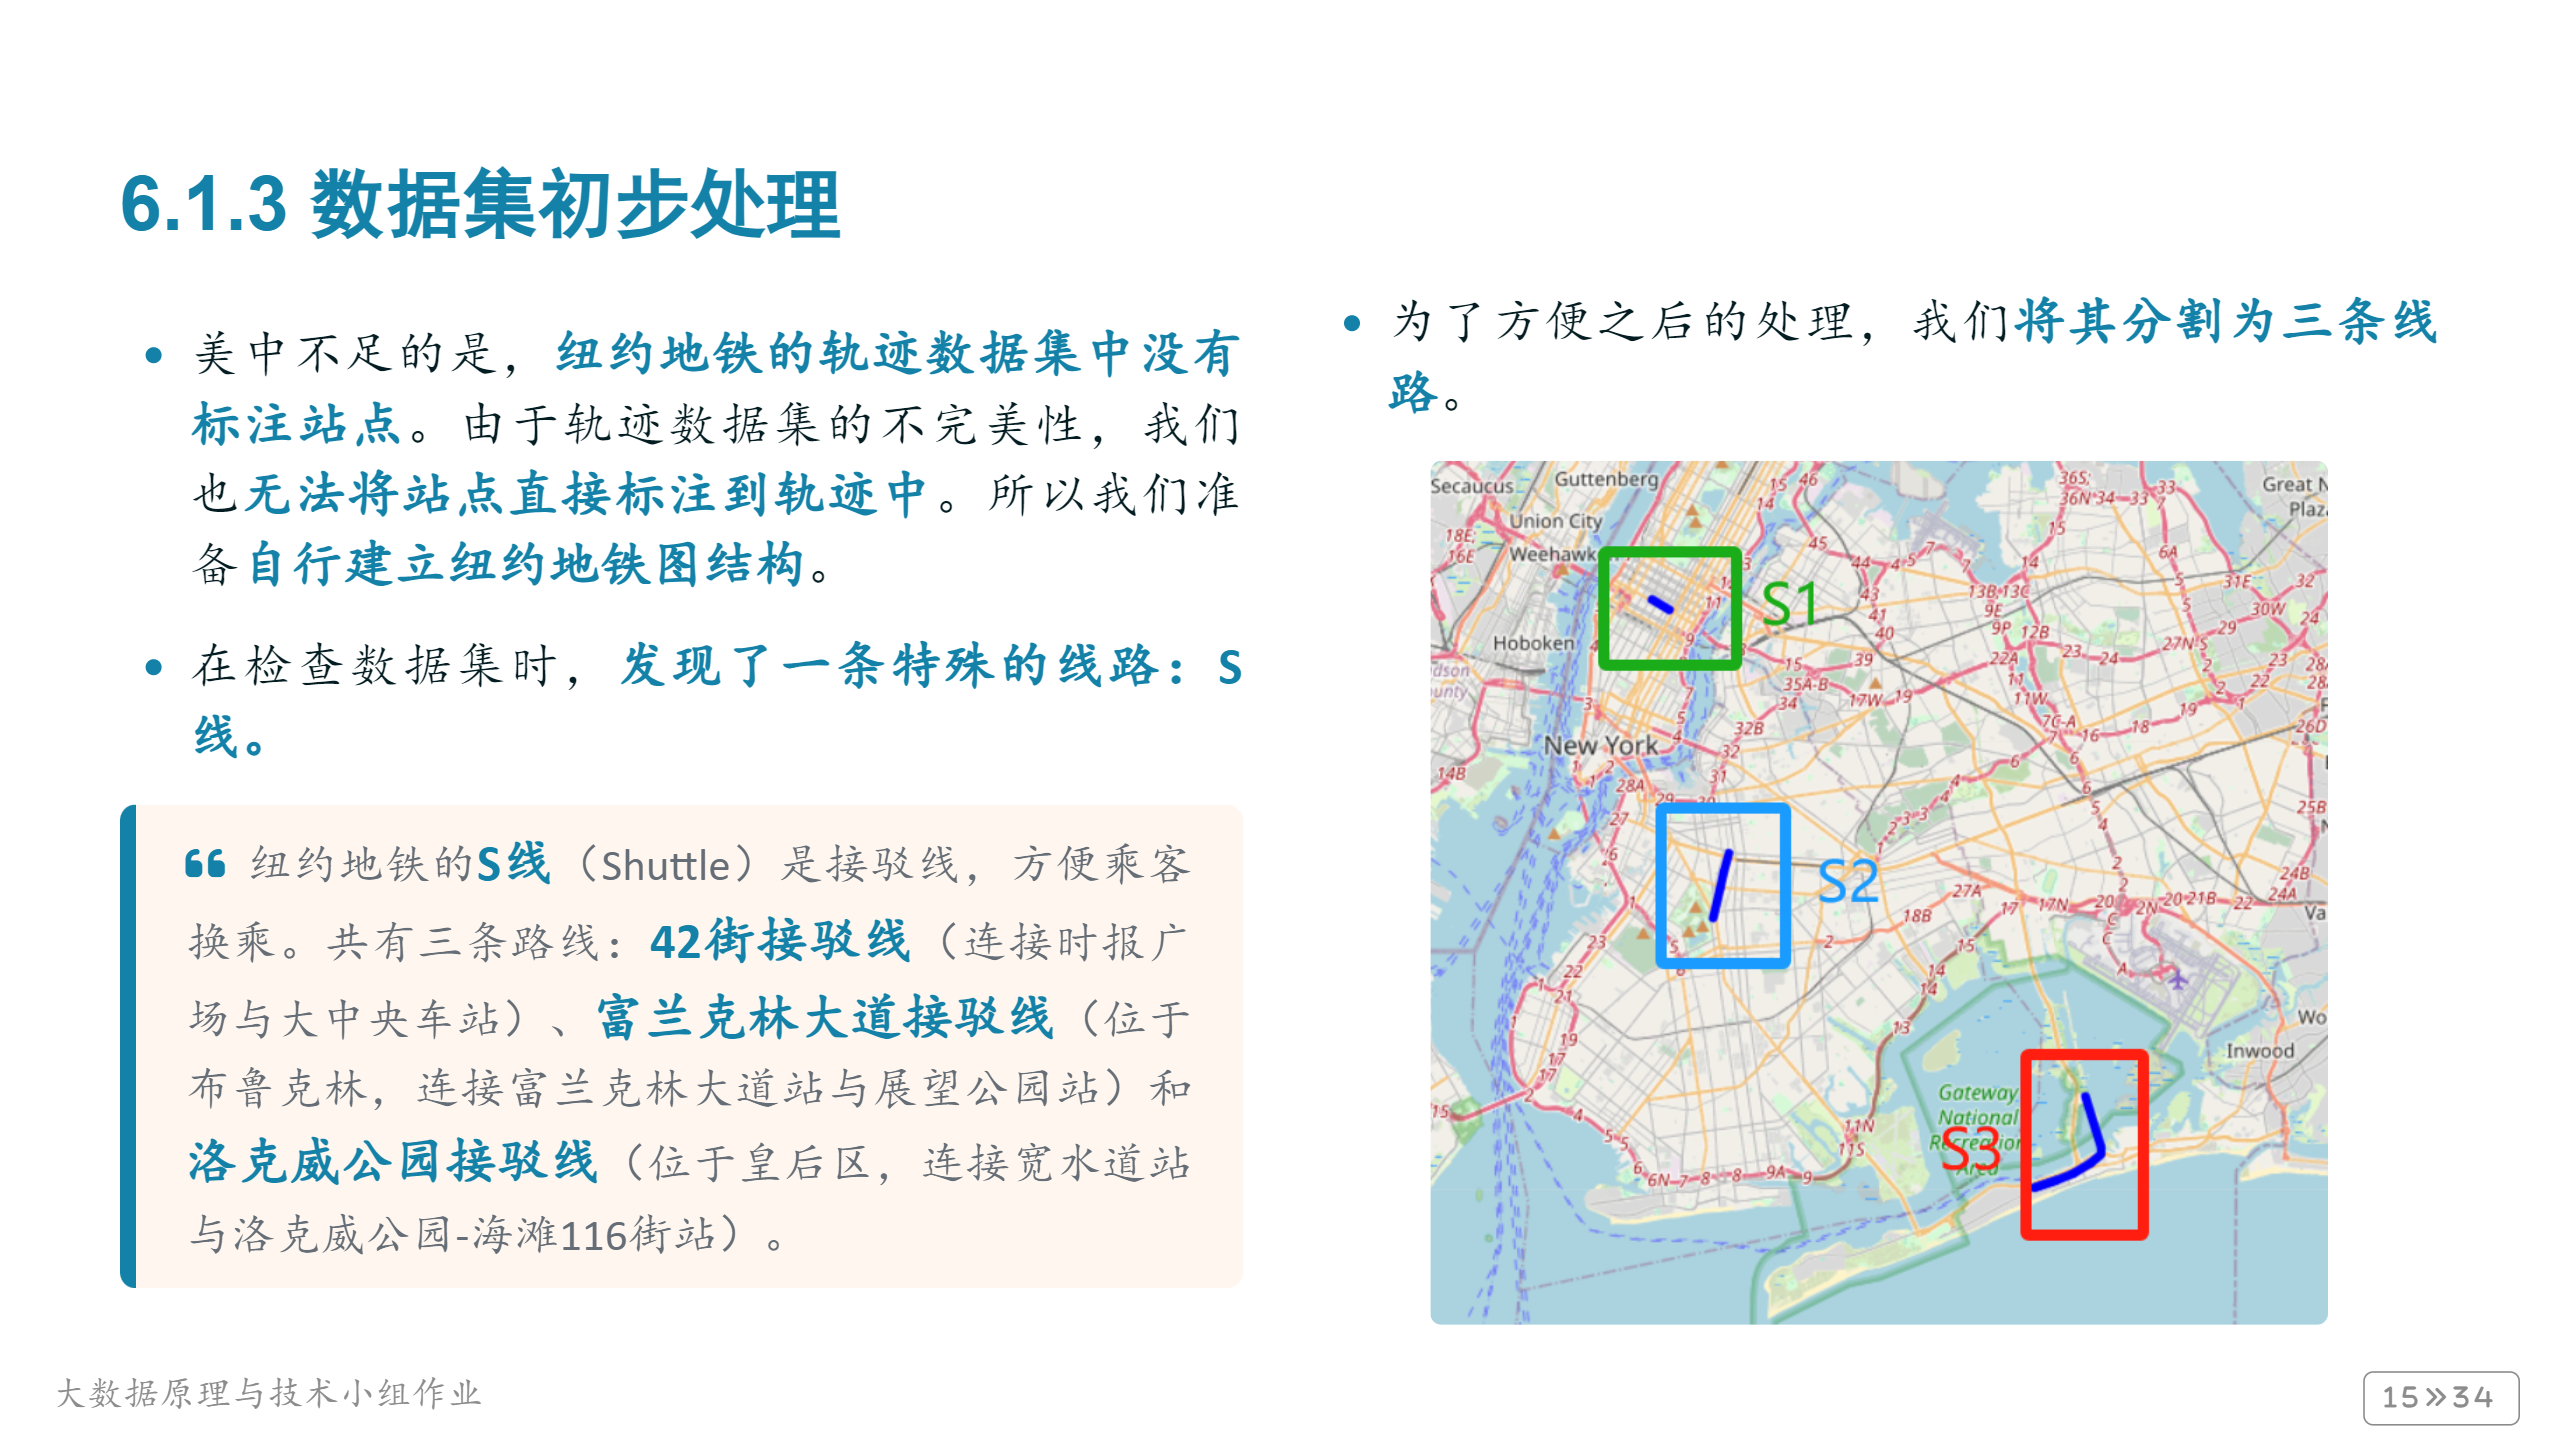 6.1.3 数据集初步处理
美中不足的是，纽约地铁的轨迹数据集中没有
标注站点。由于轨迹数据集的不完美性，我们
也无法将站点直接标注到轨迹中。所以我们准
备自行建立纽约地铁图结构。
在检查数据集时，发现了一条特殊的线路：S
线。
纽约地铁的S线（Shuttle）是接驳线，方便乘客
换乘。共有三条路线：42街接驳线（连接时报广
场与大中央车站）、富兰克林大道接驳线（位于
布鲁克林，连接富兰克林大道站与展望公园站）和
洛克威公园接驳线（位于皇后区，连接宽水道站
与洛克威公园-海滩116街站）。
为了方便之后的处理，我们将其分割为三条线
路。
Secaucus
Guttenberg
Union City
Weehawk
Hoboken
New York
Great N
Plaz
S1
S2
S3
Gateway
National
Recreation
Area
Inwood
大数据原理与技术小组作业
15»34